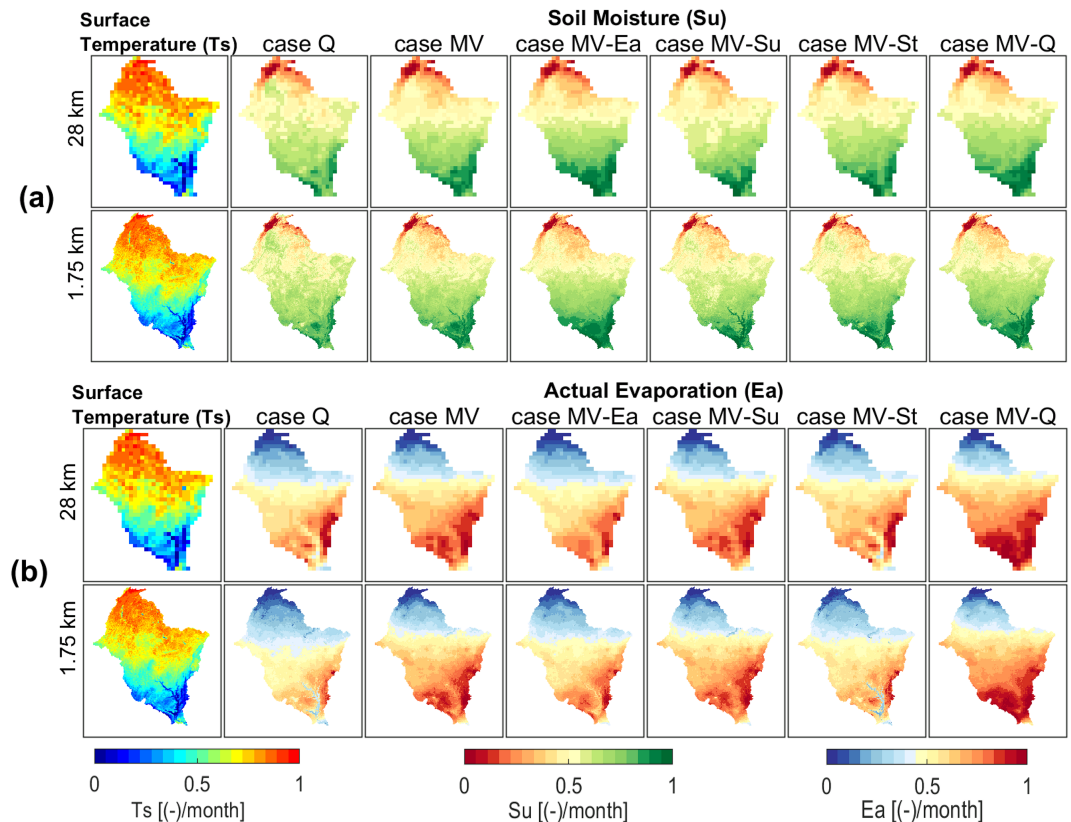 Surface
Temperature (Ts)
Soil Moisture (Su)
case Q case MV case MV-Ea case MV-Su case MV-St case MV-Q
28 km
(a)
1.75 km
Surface
Temperature (Ts)
Actual Evaporation (Ea)
case Q case MV case MV-Ea case MV-Su case MV-St case MV-Q
28 km
(b)
1.75 km
0 0.5 1
Ts [(-)/month]
0 0.5 1
Su [(-)/month]
0 0.5 1
Ea [(-)/month]